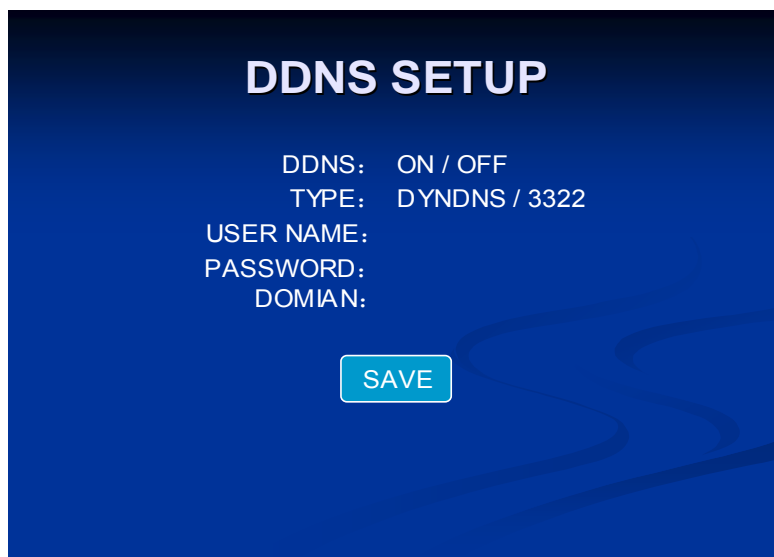 DDNS SETUP
DDNS： ON / OFF
TYPE： DYNDNS / 3322
USER NAME：
PASSWORD：
DOMIAN：
SAVE